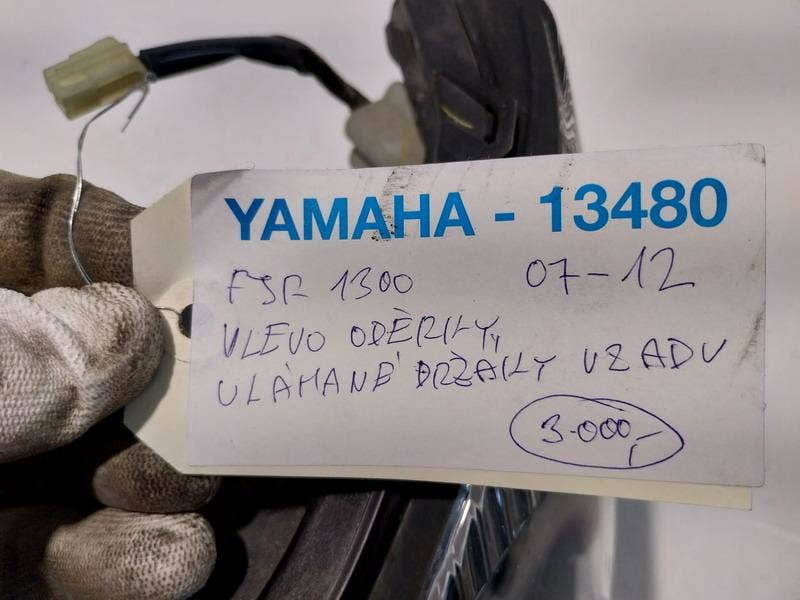 YAMAHA - 13480
FJR 1300 07-12
VLEVO ODĚRKY,
ULÁMANÉ DRŽÁKY VZADU
3.000,-